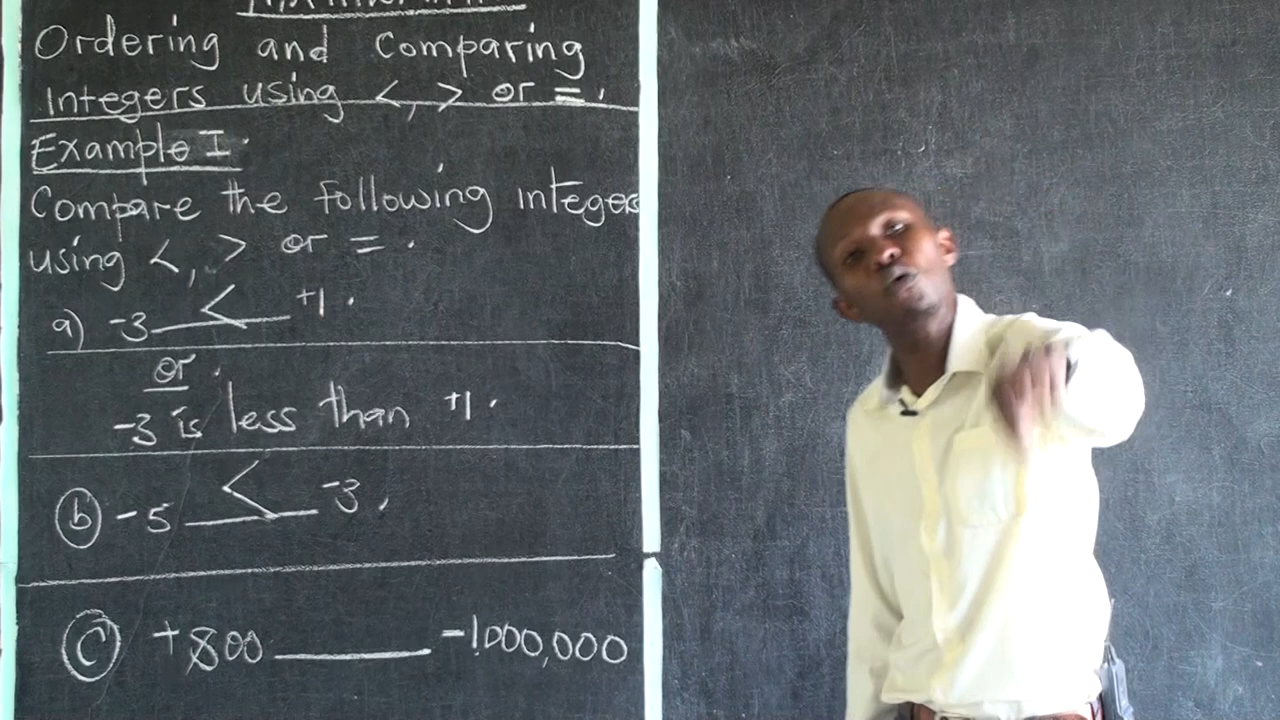 Ordering and Comparing
Integers using <, > or =.
Example I.
Compare the following integers
using <, > or = .
a) -3 < +1 .
or .
-3 is less than +1 .
(b) -5 < -3 .
(c) +800 ____ -1000,000